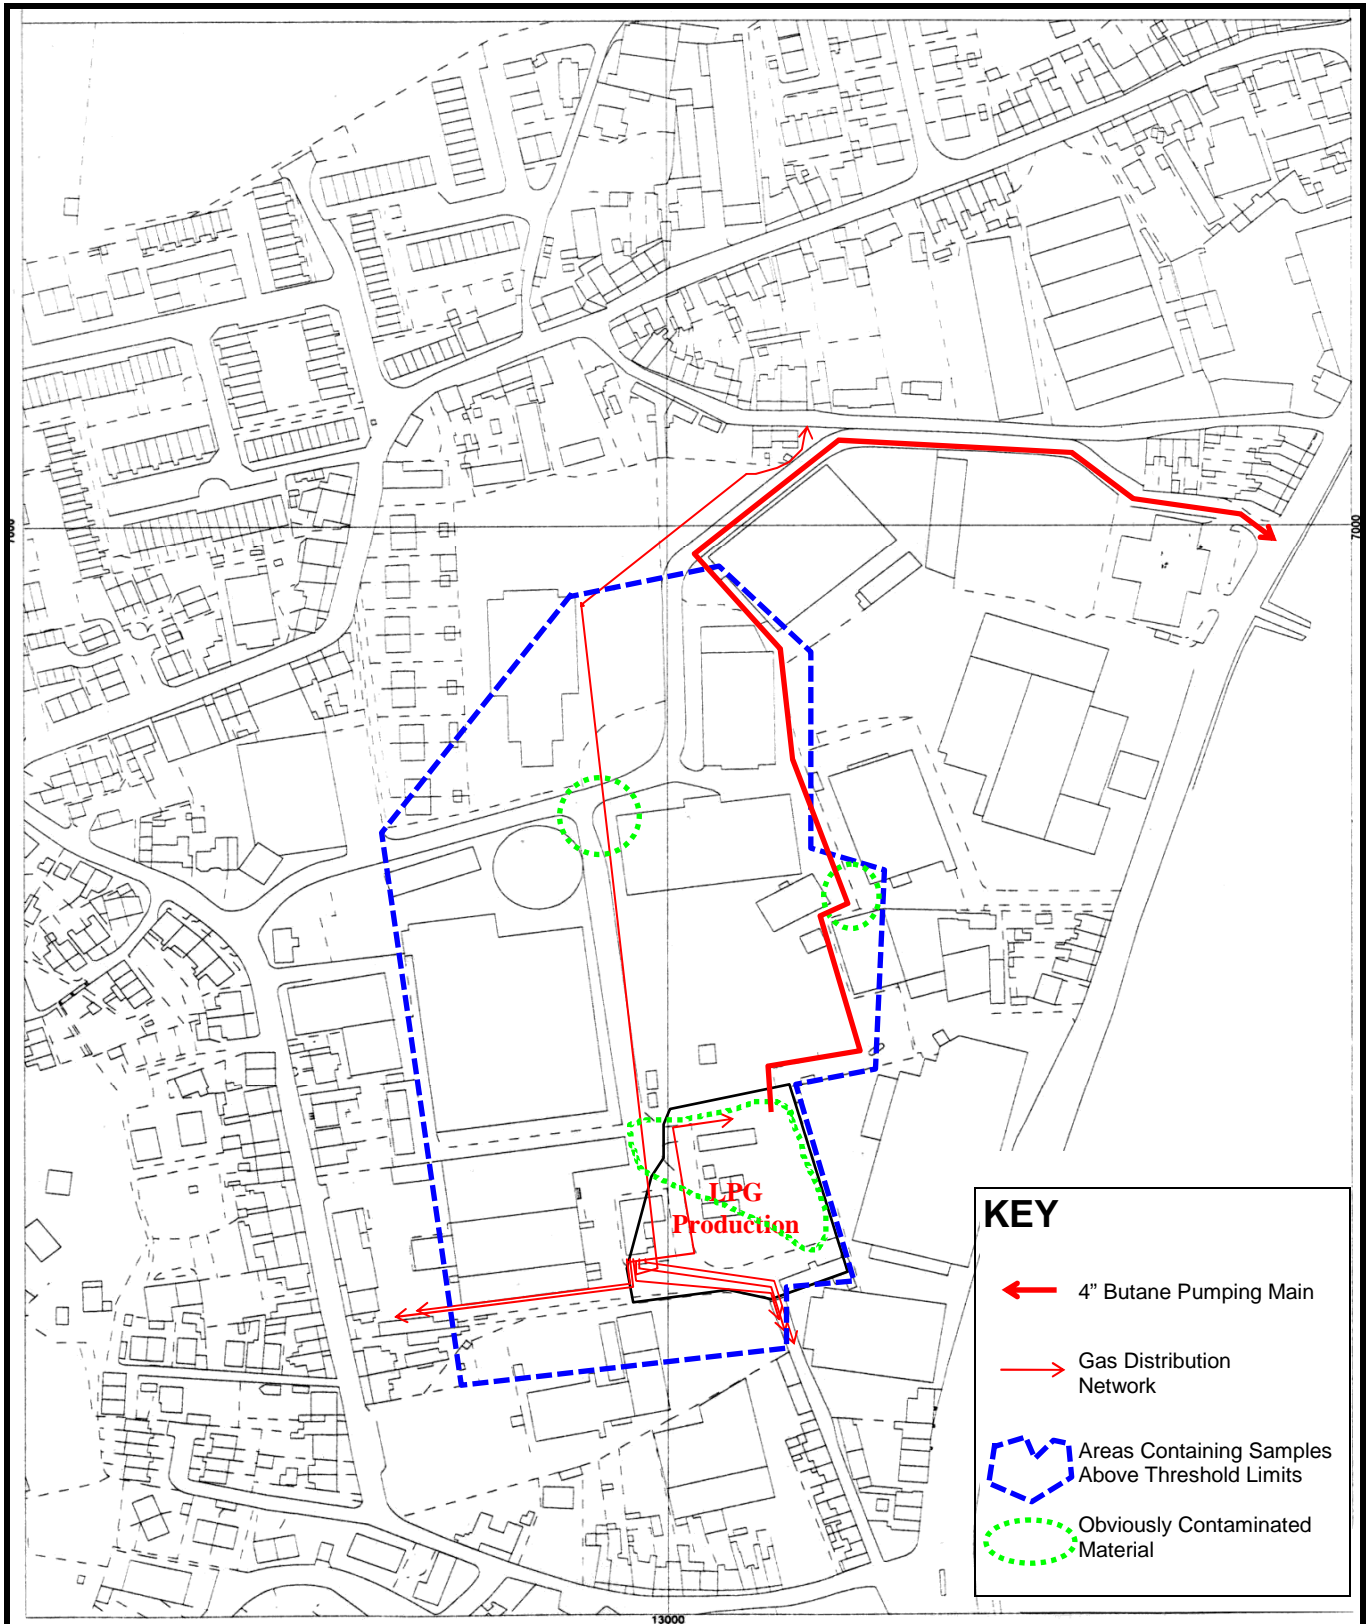 7000
7000
LPG
Production
KEY
4” Butane Pumping Main
Gas Distribution
Network
Areas Containing Samples
Above Threshold Limits
Obviously Contaminated
Material
13000